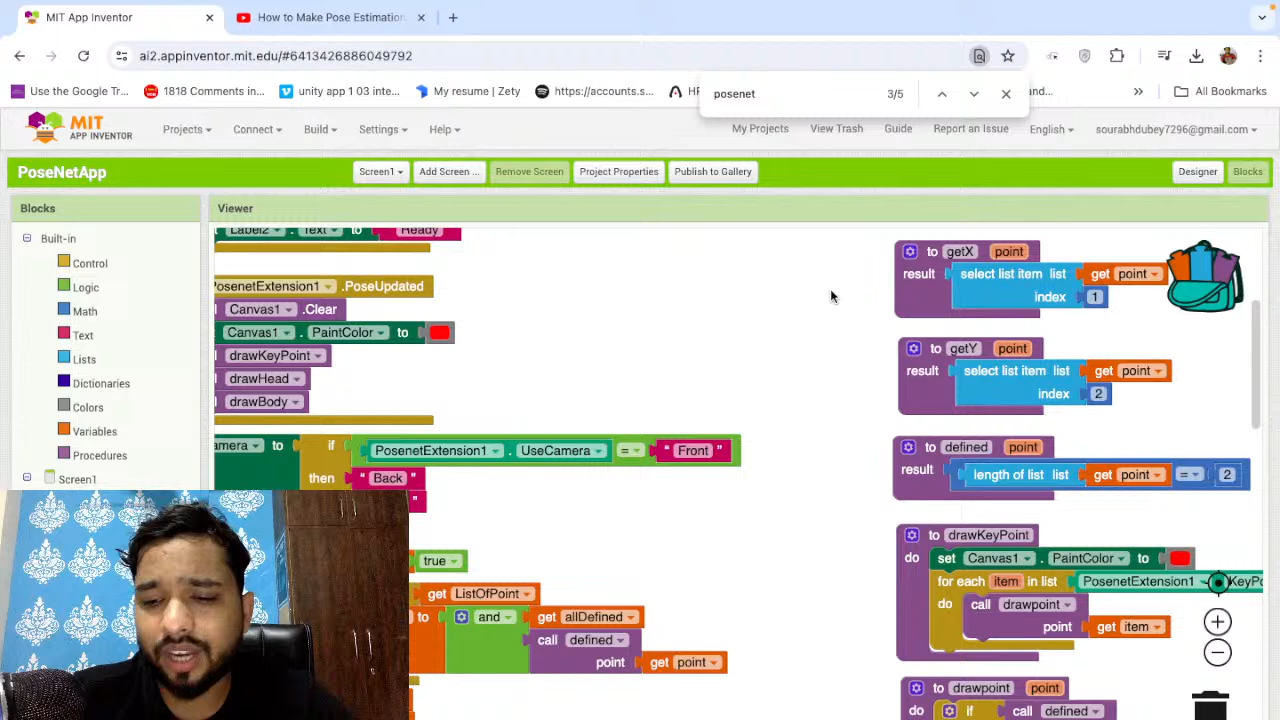 MIT App Inventor
How to Make Pose Estimation
ai2.appinventor.mit.edu/#6413426886049792
Use the Google Tra...
1818 Comments in...
unity app 1 03 inte...
My resume | Zety
https://accounts.s...
All Bookmarks
posenet
3/5
MIT
APP INVENTOR
Projects
Connect
Build
Settings
Help
My Projects
View Trash
Guide
Report an Issue
English
sourabhdubey7296@gmail.com
PoseNetApp
Screen1
Add Screen ...
Remove Screen
Project Properties
Publish to Gallery
Designer
Blocks
Blocks
Built-in
Control
Logic
Math
Text
Lists
Dictionaries
Colors
Variables
Procedures
Screen1
Viewer
Label2 . Text to Ready
PosenetExtension1 .PoseUpdated
Canvas1 .Clear
Canvas1 . PaintColor to
drawKeyPoint
drawHead
drawBody
amera to if PosenetExtension1 . UseCamera = " Front "
then " Back "
"
true
get ListOfPoint
to and get allDefined
call defined
point get point
to getX point
result select list item list get point
index 1
to getY point
result select list item list get point
index 2
to defined point
result length of list list get point = 2
to drawKeyPoint
do set Canvas1 . PaintColor to
for each item in list PosenetExtension1 KeyPo
do call drawpoint
point get item
to drawpoint point
do if call defined